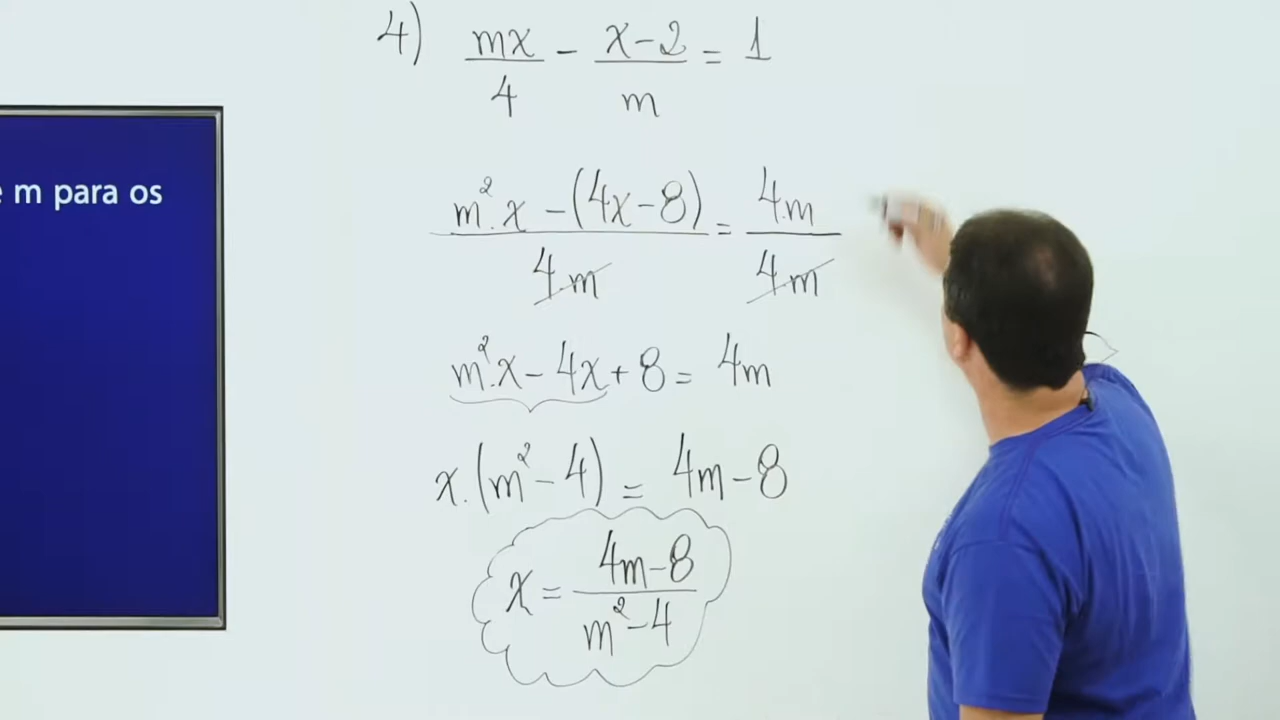 4) mx/4 - x-2/m = 1
m².x - (4x-8)/4.m = 4.m/4m
m².x - 4x + 8 = 4m
x.(m² - 4) = 4m - 8
x = 4m-8/m²-4
m para os